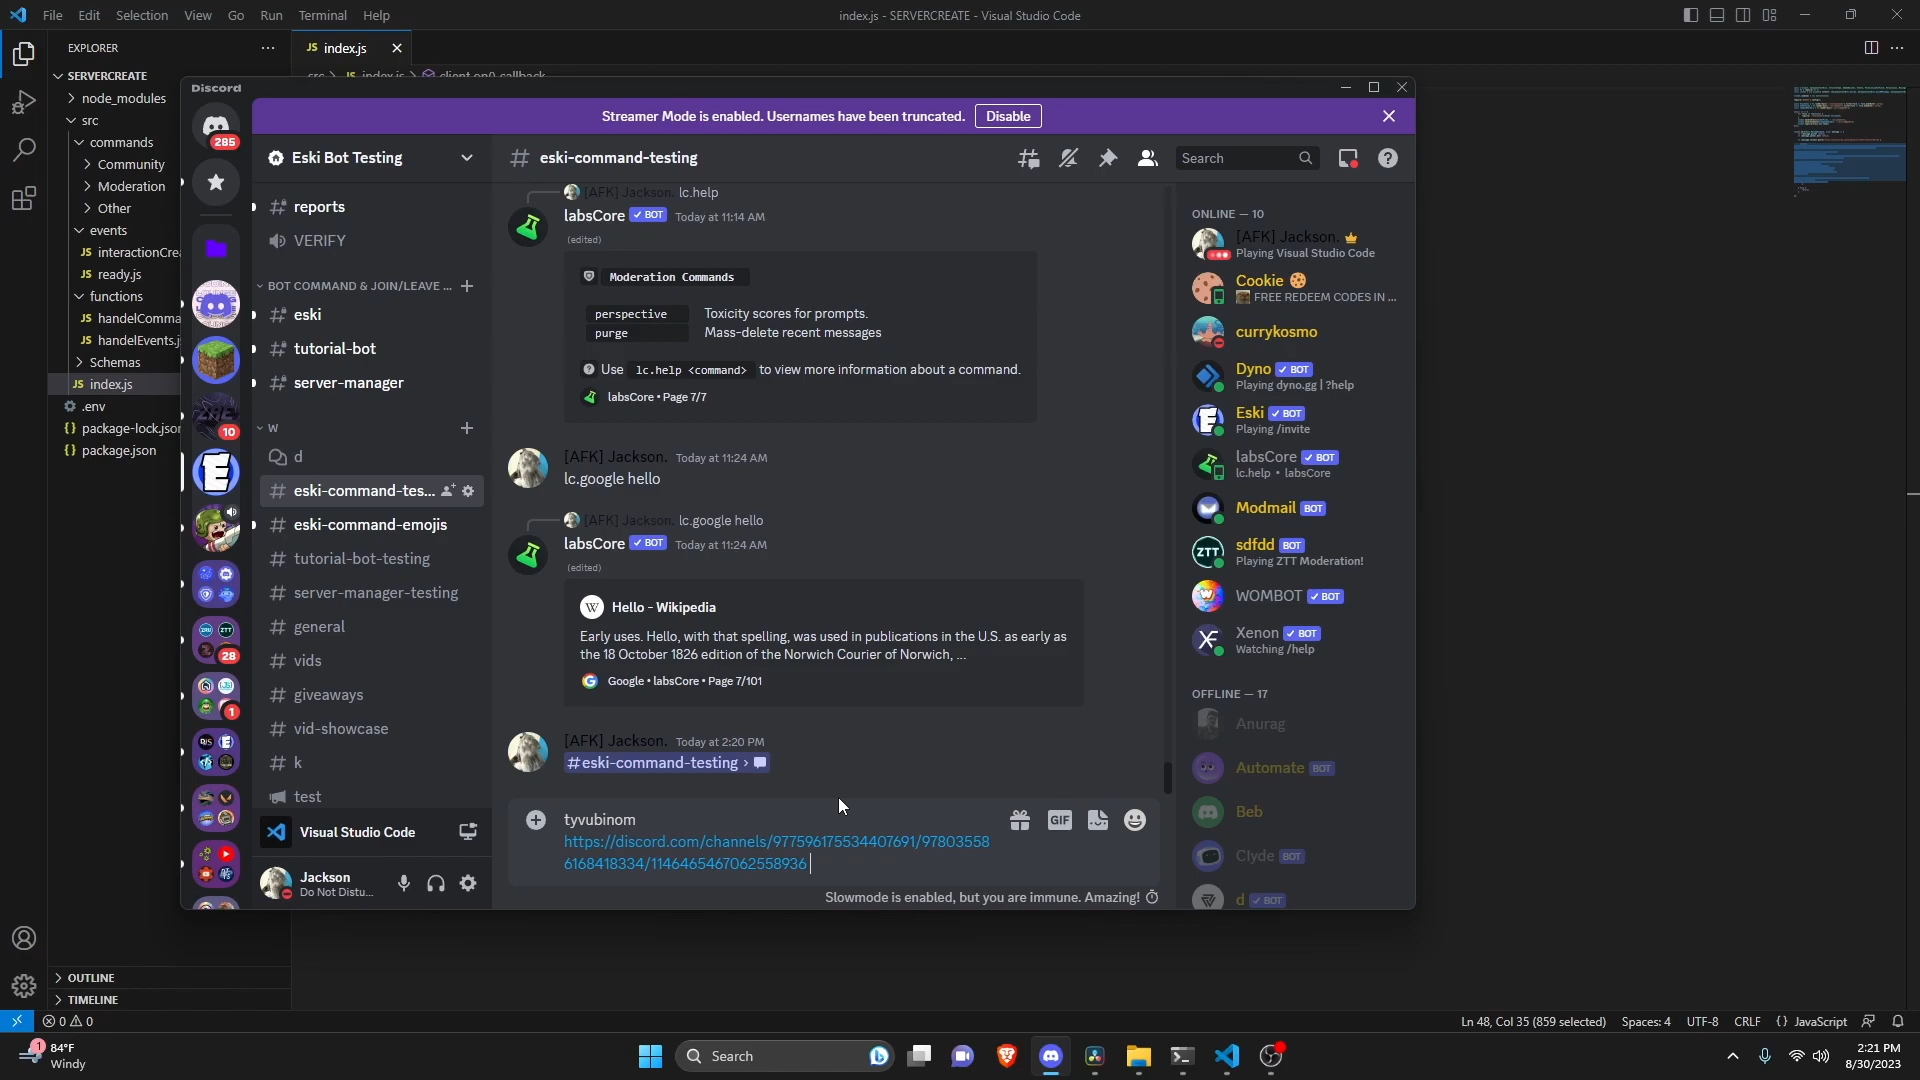 File Edit Selection View Go Run Terminal Help
index.js - SERVERCREATE - Visual Studio Code
EXPLORER
JS index.js
SERVERCREATE
node_modules
src
commands
Community
Moderation
Other
events
JS interactionCrea
JS ready.js
functions
JS handelComma
JS handelEvents.j
Schemas
JS index.js
.env
{} package-lock.json
{} package.json
OUTLINE
TIMELINE
Discord
Streamer Mode is enabled. Usernames have been truncated. Disable
285
10
28
1
Eski Bot Testing
reports
VERIFY
BOT COMMAND & JOIN/LEAVE ...
eski
tutorial-bot
server-manager
W
d
eski-command-tes...
eski-command-emojis
tutorial-bot-testing
server-manager-testing
general
vids
giveaways
vid-showcase
k
test
Visual Studio Code
Jackson
Do Not Distu...
# eski-command-testing
Search
[AFK] Jackson. lc.help
labsCore ✓ BOT Today at 11:14 AM
(edited)
Moderation Commands
perspective Toxicity scores for prompts.
purge Mass-delete recent messages
Use lc.help <command> to view more information about a command.
labsCore • Page 7/7
[AFK] Jackson. Today at 11:24 AM
lc.google hello
[AFK] Jackson. lc.google hello
labsCore ✓ BOT Today at 11:24 AM
(edited)
Hello - Wikipedia
Early uses. Hello, with that spelling, was used in publications in the U.S. as early as
the 18 October 1826 edition of the Norwich Courier of Norwich, ...
Google • labsCore • Page 7/101
[AFK] Jackson. Today at 2:20 PM
#eski-command-testing ›
tyvubinom
https://discord.com/channels/977596175534407691/97803558
6168418334/1146465467062558936
GIF
Slowmode is enabled, but you are immune. Amazing!
ONLINE — 10
[AFK] Jackson.
Playing Visual Studio Code
Cookie
FREE REDEEM CODES IN ...
currykosmo
Dyno ✓ BOT
Playing dyno.gg | ?help
Eski ✓ BOT
Playing /invite
labsCore ✓ BOT
lc.help • labsCore
Modmail BOT
sdfdd BOT
Playing ZTT Moderation!
WOMBOT ✓ BOT
Xenon ✓ BOT
Watching /help
OFFLINE — 17
Anurag
Automate BOT
Beb
Clyde BOT
d ✓ BOT
0 0
Ln 48, Col 35 (859 selected) Spaces: 4 UTF-8 CRLF {} JavaScript
1
84°F
Windy
Search
2:21 PM
8/30/2023